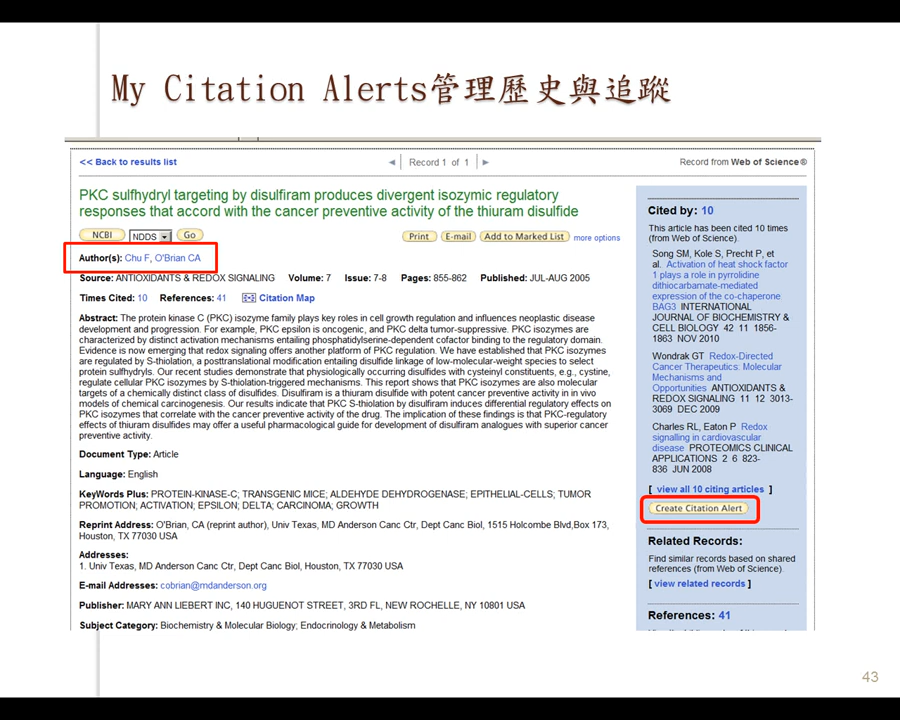 My Citation Alerts管理歷史與追蹤
<< Back to results list
Record 1 of 1
Record from Web of Science®
PKC sulfhydryl targeting by disulfiram produces divergent isozymic regulatory
responses that accord with the cancer preventive activity of the thiuram disulfide
NCBI NDDS Go
Print E-mail Add to Marked List more options
Author(s): Chu F, O'Brian CA
Source: ANTIOXIDANTS & REDOX SIGNALING Volume: 7 Issue: 7-8 Pages: 855-862 Published: JUL-AUG 2005
Times Cited: 10 References: 41 Citation Map
Abstract: The protein kinase C (PKC) isozyme family plays key roles in cell growth regulation and influences neoplastic disease
development and progression. For example, PKC epsilon is oncogenic, and PKC delta tumor-suppressive. PKC isozymes are
characterized by distinct activation mechanisms entailing phosphatidylserine-dependent cofactor binding to the regulatory domain.
Evidence is now emerging that redox signaling offers another platform of PKC regulation. We have established that PKC isozymes
are regulated by S-thiolation, a posttranslational modification entailing disulfide linkage of low-molecular-weight species to select
protein sulfhydryls. Our recent studies demonstrate that physiologically occurring disulfides with cysteinyl constituents, e.g., cystine,
regulate cellular PKC isozymes by S-thiolation-triggered mechanisms. This report shows that PKC isozymes are also molecular
targets of a chemically distinct class of disulfides. Disulfiram is a thiuram disulfide with potent cancer preventive activity in in vivo
models of chemical carcinogenesis. Our results indicate that PKC S-thiolation by disulfiram induces differential regulatory effects on
PKC isozymes that correlate with the cancer preventive activity of the drug. The implication of these findings is that PKC-regulatory
effects of thiuram disulfides may offer a useful pharmacological guide for development of disulfiram analogues with superior cancer
preventive activity.
Document Type: Article
Language: English
KeyWords Plus: PROTEIN-KINASE-C; TRANSGENIC MICE; ALDEHYDE DEHYDROGENASE; EPITHELIAL-CELLS; TUMOR
PROMOTION; ACTIVATION; EPSILON; DELTA; CARCINOMA; GROWTH
Reprint Address: O'Brian, CA (reprint author), Univ Texas, MD Anderson Canc Ctr, Dept Canc Biol, 1515 Holcombe Blvd,Box 173,
Houston, TX 77030 USA
Addresses:
1. Univ Texas, MD Anderson Canc Ctr, Dept Canc Biol, Houston, TX 77030 USA
E-mail Addresses: cobrian@mdanderson.org
Publisher: MARY ANN LIEBERT INC, 140 HUGUENOT STREET, 3RD FL, NEW ROCHELLE, NY 10801 USA
Subject Category: Biochemistry & Molecular Biology; Endocrinology & Metabolism
Cited by: 10
This article has been cited 10 times
(from Web of Science).
Song SM, Kole S, Precht P, et
al. Activation of heat shock factor
1 plays a role in pyrrolidine
dithiocarbamate-mediated
expression of the co-chaperone
BAG3 INTERNATIONAL
JOURNAL OF BIOCHEMISTRY &
CELL BIOLOGY 42 11 1856-
1863 NOV 2010
Wondrak GT Redox-Directed
Cancer Therapeutics: Molecular
Mechanisms and
Opportunities ANTIOXIDANTS &
REDOX SIGNALING 11 12 3013-
3069 DEC 2009
Charles RL, Eaton P Redox
signalling in cardiovascular
disease PROTEOMICS CLINICAL
APPLICATIONS 2 6 823-
836 JUN 2008
[ view all 10 citing articles ]
Create Citation Alert
Related Records:
Find similar records based on shared
references (from Web of Science)
[ view related records ]
References: 41
43